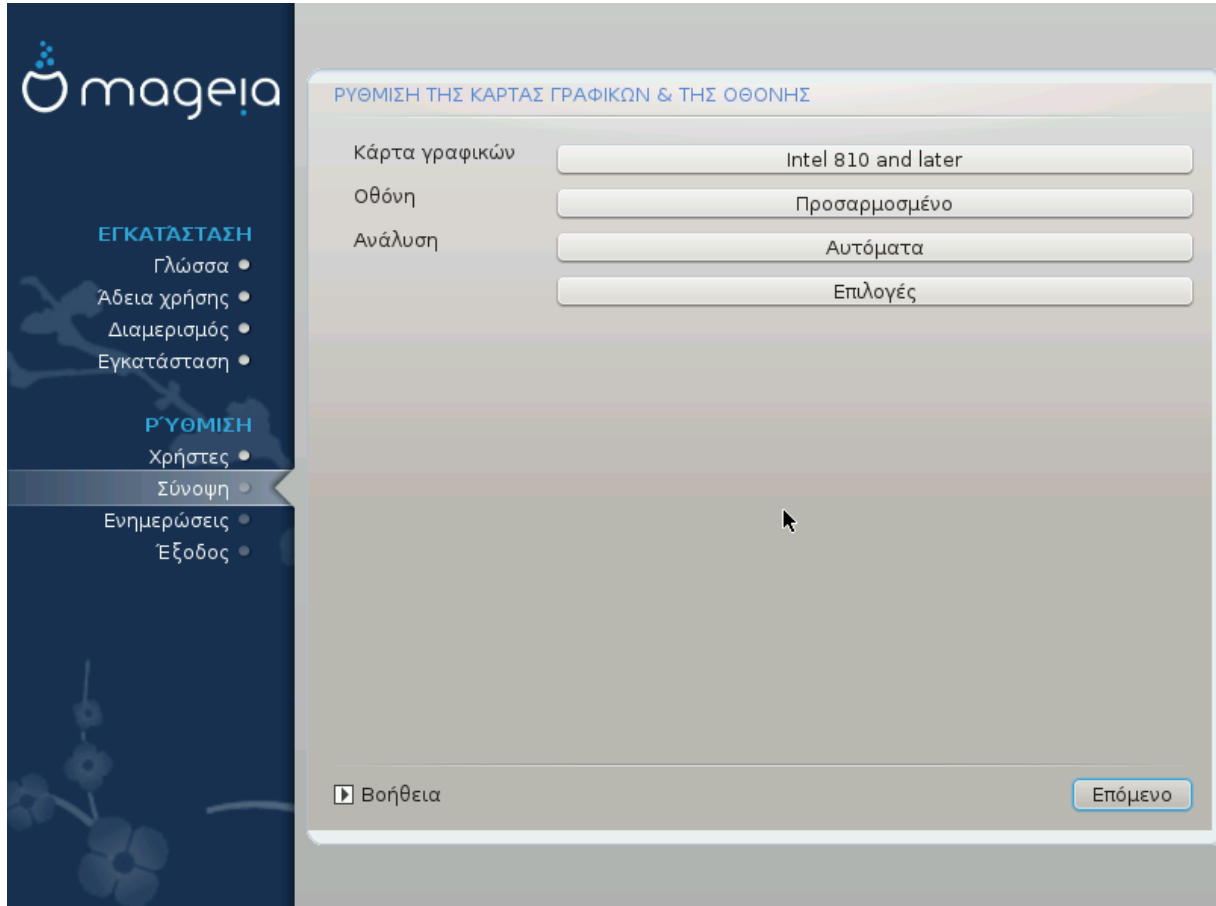 mageia
ΕΓΚΑΤΆΣΤΑΣΗ
Γλώσσα
Άδεια χρήσης
Διαμερισμός
Εγκατάσταση
ΡΎΘΜΙΣΗ
Χρήστες
Σύνοψη
Ενημερώσεις
Έξοδος
ΡΥΘΜΙΣΗ ΤΗΣ ΚΑΡΤΑΣ ΓΡΑΦΙΚΩΝ & ΤΗΣ ΟΘΟΝΗΣ
Κάρτα γραφικών Intel 810 and later
Οθόνη Προσαρμοσμένο
Ανάλυση Αυτόματα
Επιλογές
Βοήθεια Επόμενο